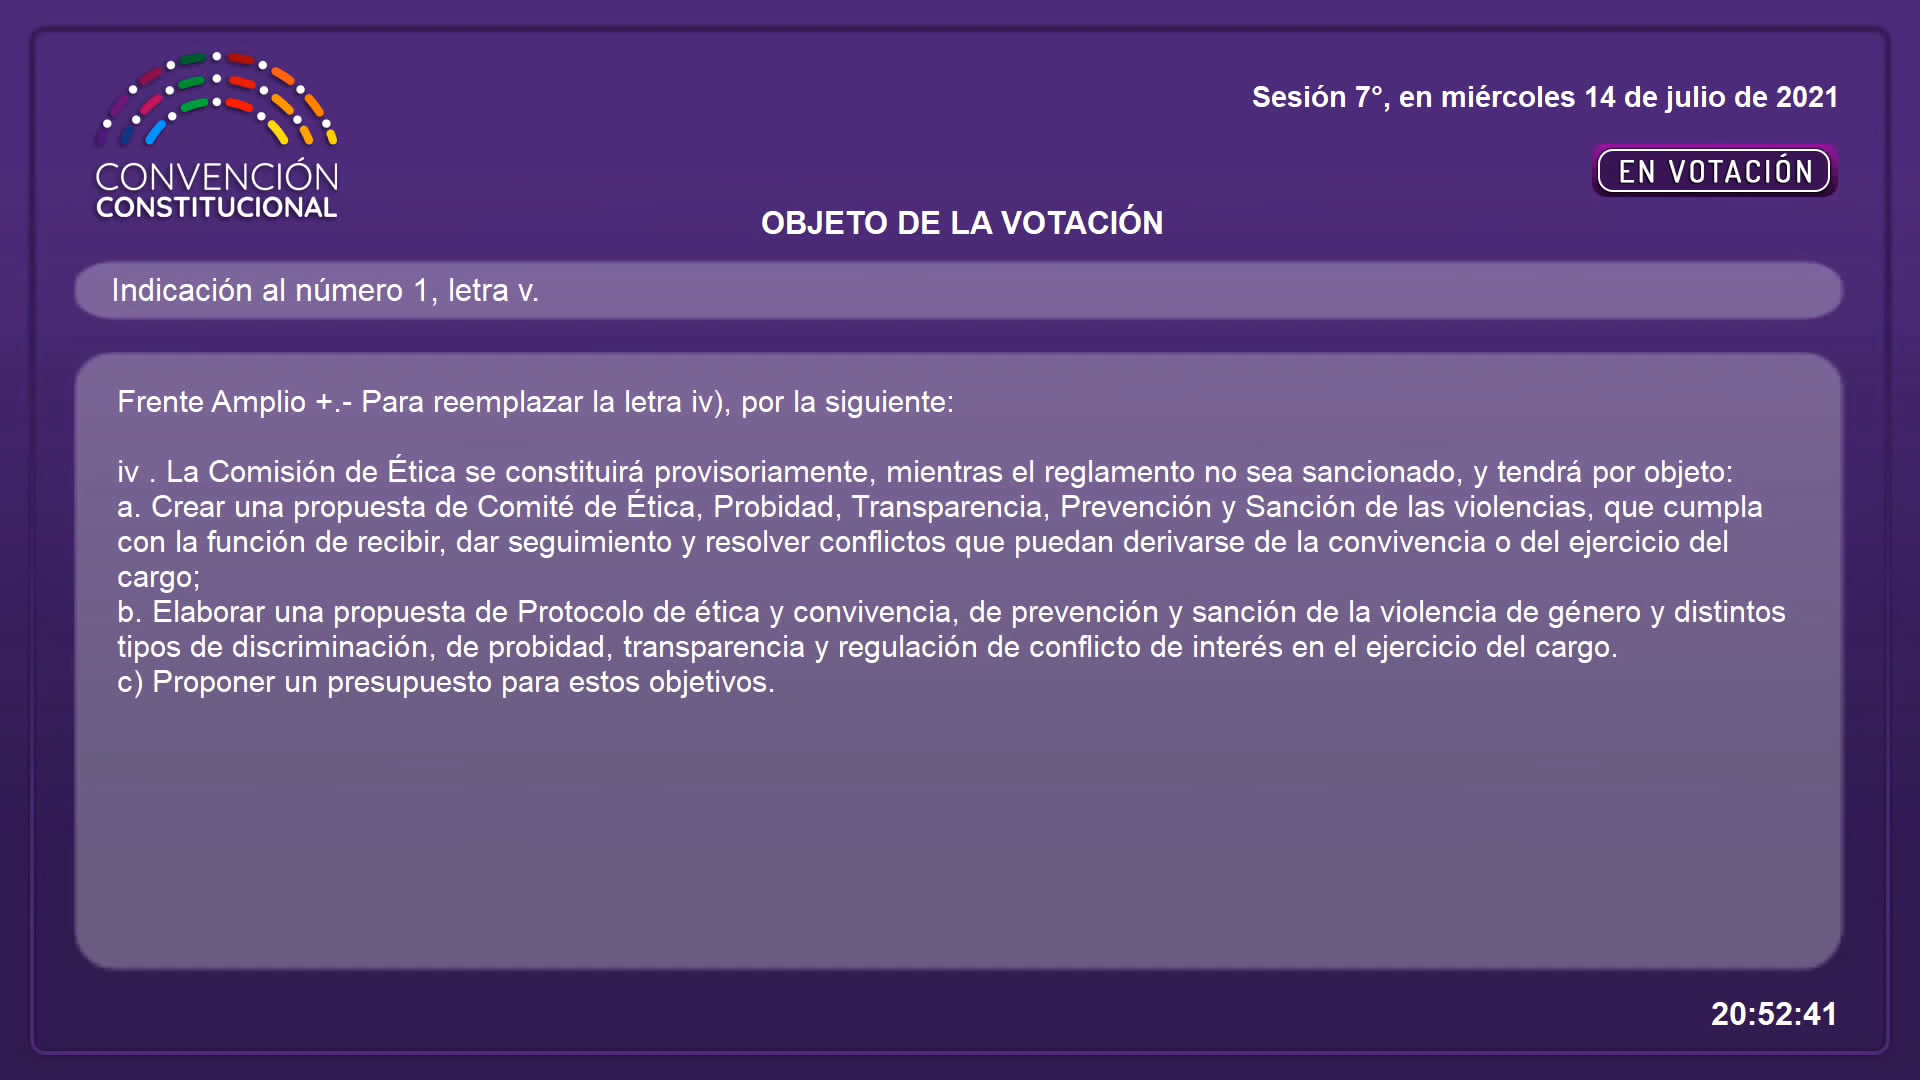 CONVENCIÓN
CONSTITUCIONAL
Sesión 7°, en miércoles 14 de julio de 2021
EN VOTACIÓN
OBJETO DE LA VOTACIÓN
Indicación al número 1, letra v.
Frente Amplio +.- Para reemplazar la letra iv), por la siguiente:
iv . La Comisión de Ética se constituirá provisoriamente, mientras el reglamento no sea sancionado, y tendrá por objeto:
a. Crear una propuesta de Comité de Ética, Probidad, Transparencia, Prevención y Sanción de las violencias, que cumpla
con la función de recibir, dar seguimiento y resolver conflictos que puedan derivarse de la convivencia o del ejercicio del
cargo;
b. Elaborar una propuesta de Protocolo de ética y convivencia, de prevención y sanción de la violencia de género y distintos
tipos de discriminación, de probidad, transparencia y regulación de conflicto de interés en el ejercicio del cargo.
c) Proponer un presupuesto para estos objetivos.
20:52:41